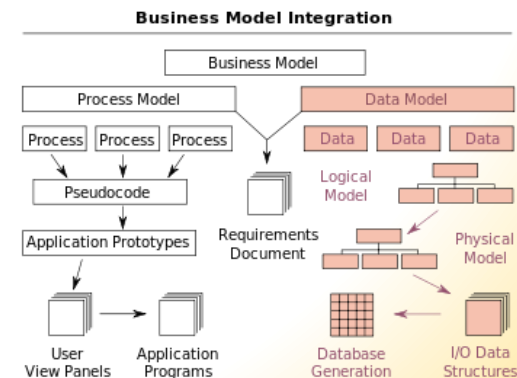 Business Model Integration
Business Model
Process Model
Data Model
Process
Process
Process
Data
Data
Data
Pseudocode
Logical
Model
Application Prototypes
Requirements
Document
Physical
Model
User
View Panels
Application
Programs
Database
Generation
I/O Data
Structures